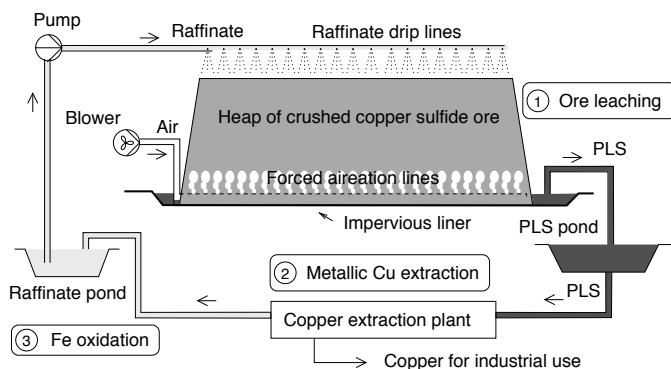 Pump
Raffinate
Raffinate drip lines
Blower
Air
Heap of crushed copper sulfide ore
1 Ore leaching
Forced aireation lines
PLS
Impervious liner
PLS pond
2 Metallic Cu extraction
Raffinate pond
PLS
3 Fe oxidation
Copper extraction plant
Copper for industrial use